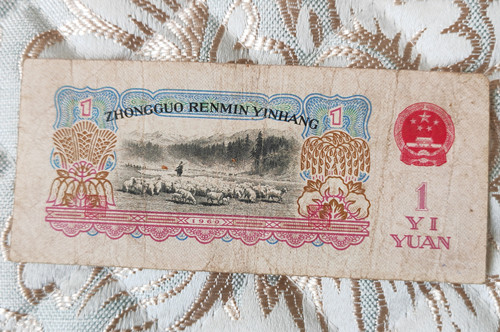 1
1
ZHONGGUO RENMIN YINHANG
1960
1
YI
YUAN